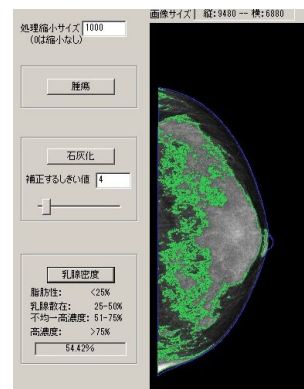 画像サイズ| 縦:9480 -- 横:6880
処理縮小サイズ 1000
(0は縮小なし)
腫瘍
石灰化
補正するしきい値 4
乳腺密度
脂肪性: <25%
乳腺散在: 25-50%
不均一高濃度: 51-75%
高濃度: >75%
54.42%